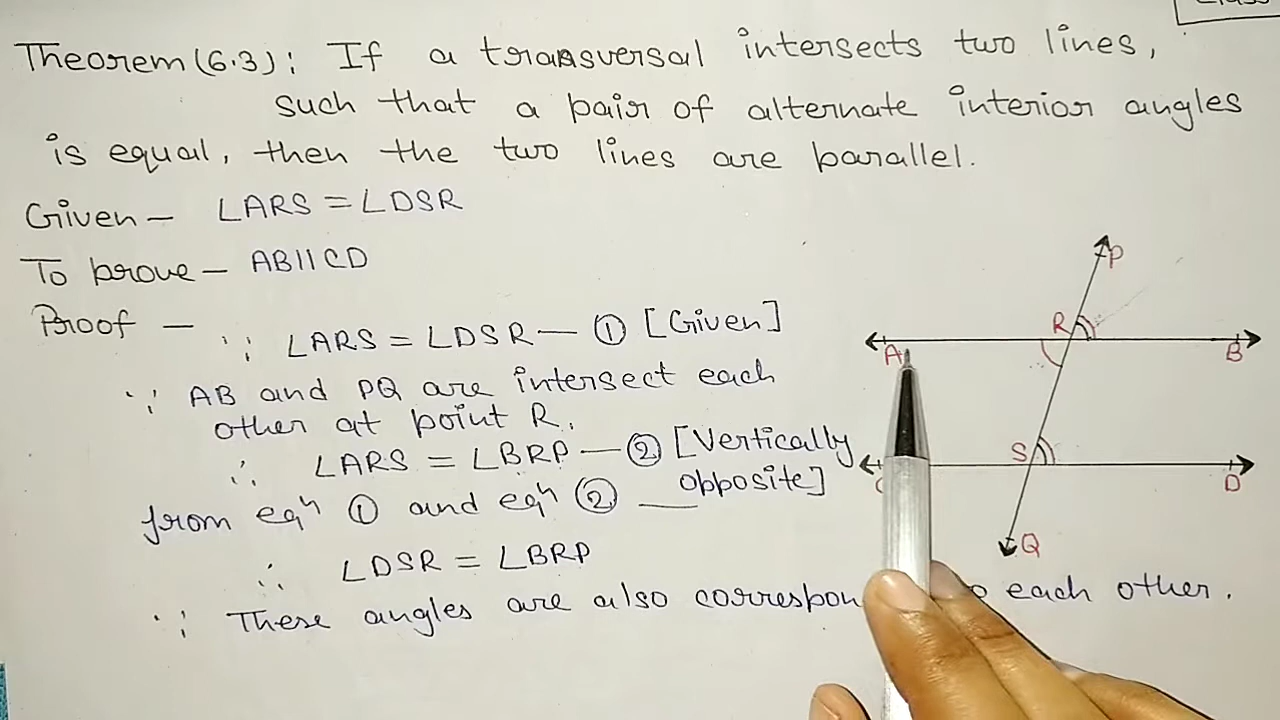 Theorem (6.3) : If a transversal intersects two lines,
such that a pair of alternate interior angles
is equal, then the two lines are parallel.
Given - ∠ARS = ∠DSR
To prove - AB || CD
Proof -
∵ ∠ARS = ∠DSR — ① [Given]
∵ AB and PQ are intersect each
other at point R.
∴ ∠ARS = ∠BRP — ② [Vertically
opposite]
from eqn ① and eqn ②
∴ ∠DSR = ∠BRP
∵ These angles are also each other.
P
R
A
B
S
D
Q